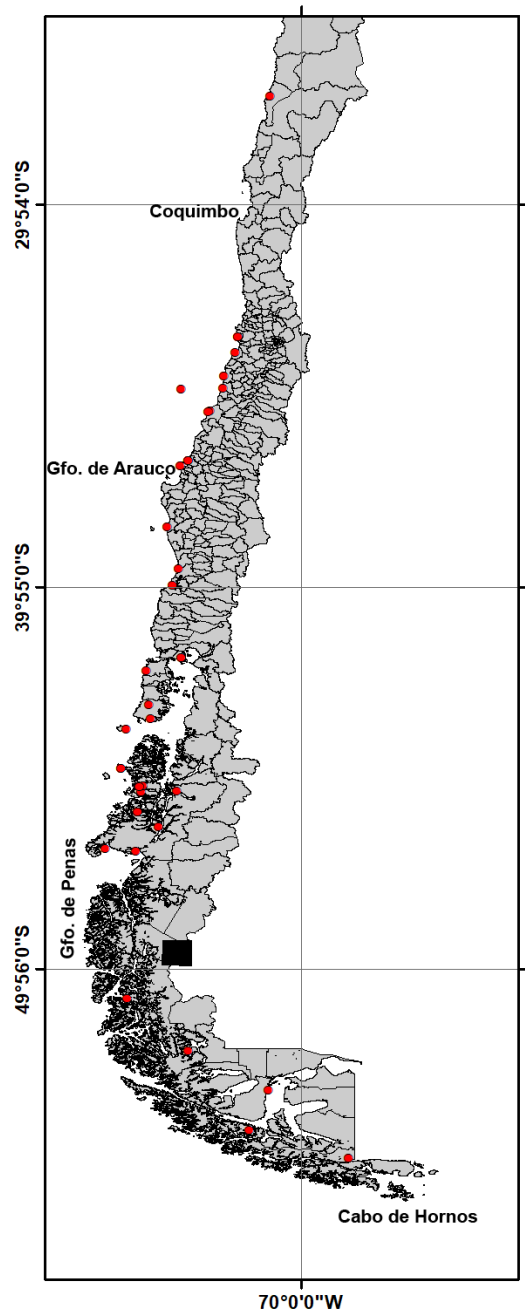 29°54'0"S
Coquimbo
Gfo. de Arauco
39°55'0"S
Gfo. de Penas
49°56'0"S
Cabo de Hornos
70°0'0"W